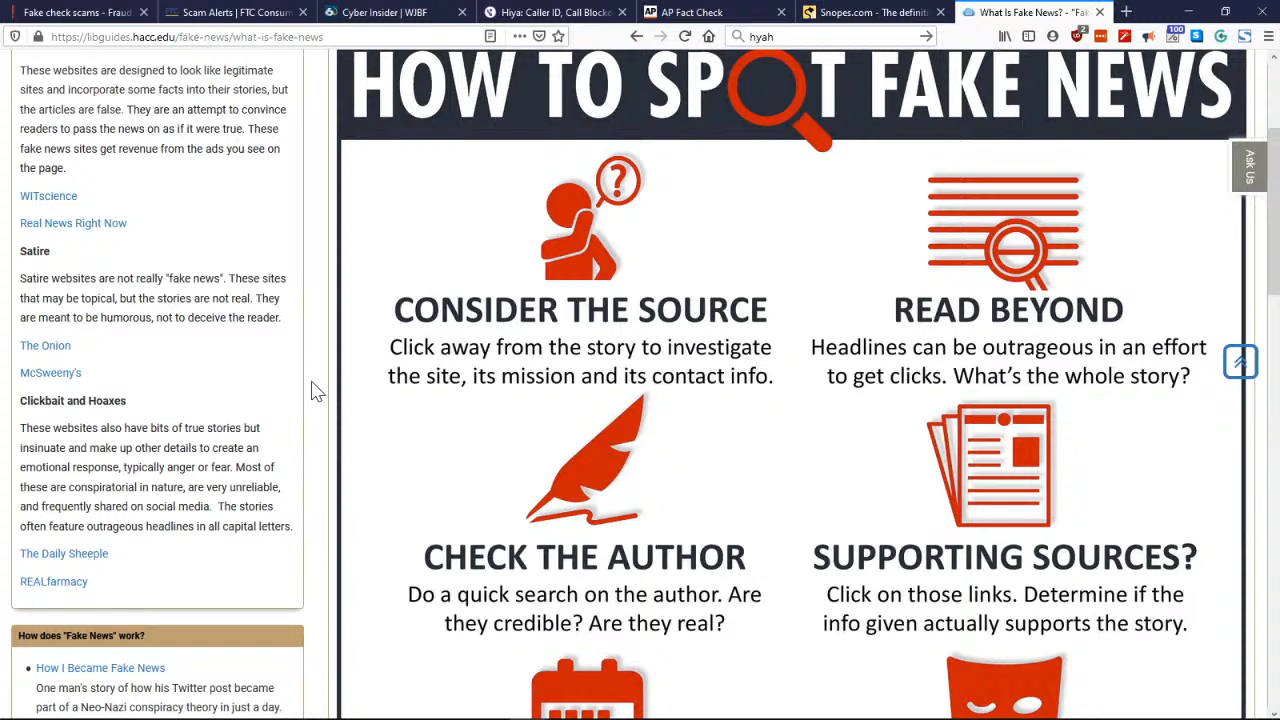 Fake check scams - Fraud
Scam Alerts | FTC Consum
Cyber Insider | WJBF
Hiya: Caller ID, Call Blocke
AP Fact Check
Snopes.com - The definiti
What Is Fake News? - "Fak
https://libguides.hacc.edu/fake-news/what-is-fake-news
hyah
2
100
These websites are designed to look like legitimate
sites and incorporate some facts into their stories, but
the articles are false. They are an attempt to convince
readers to pass the news on as if it were true. These
fake news sites get revenue from the ads you see on
the page.
WITscience
Real News Right Now
Satire
Satire websites are not really "fake news". These sites
that may be topical, but the stories are not real. They
are meant to be humorous, not to deceive the reader.
The Onion
McSweeny's
Clickbait and Hoaxes
These websites also have bits of true stories but
insinuate and make up other details to create an
emotional response, typically anger or fear. Most of
these are conspiratorial in nature, are very unreliable,
and frequently shared on social media. The stories
often feature outrageous headlines in all capital letters.
The Daily Sheeple
REALfarmacy
How does "Fake News" work?
How I Became Fake News
One man's story of how his Twitter post became
part of a Neo-Nazi conspiracy theory in just a day.
HOW TO SPOT FAKE NEWS
?
CONSIDER THE SOURCE
Click away from the story to investigate
the site, its mission and its contact info.
READ BEYOND
Headlines can be outrageous in an effort
to get clicks. What's the whole story?
CHECK THE AUTHOR
Do a quick search on the author. Are
they credible? Are they real?
SUPPORTING SOURCES?
Click on those links. Determine if the
info given actually supports the story.
Ask Us